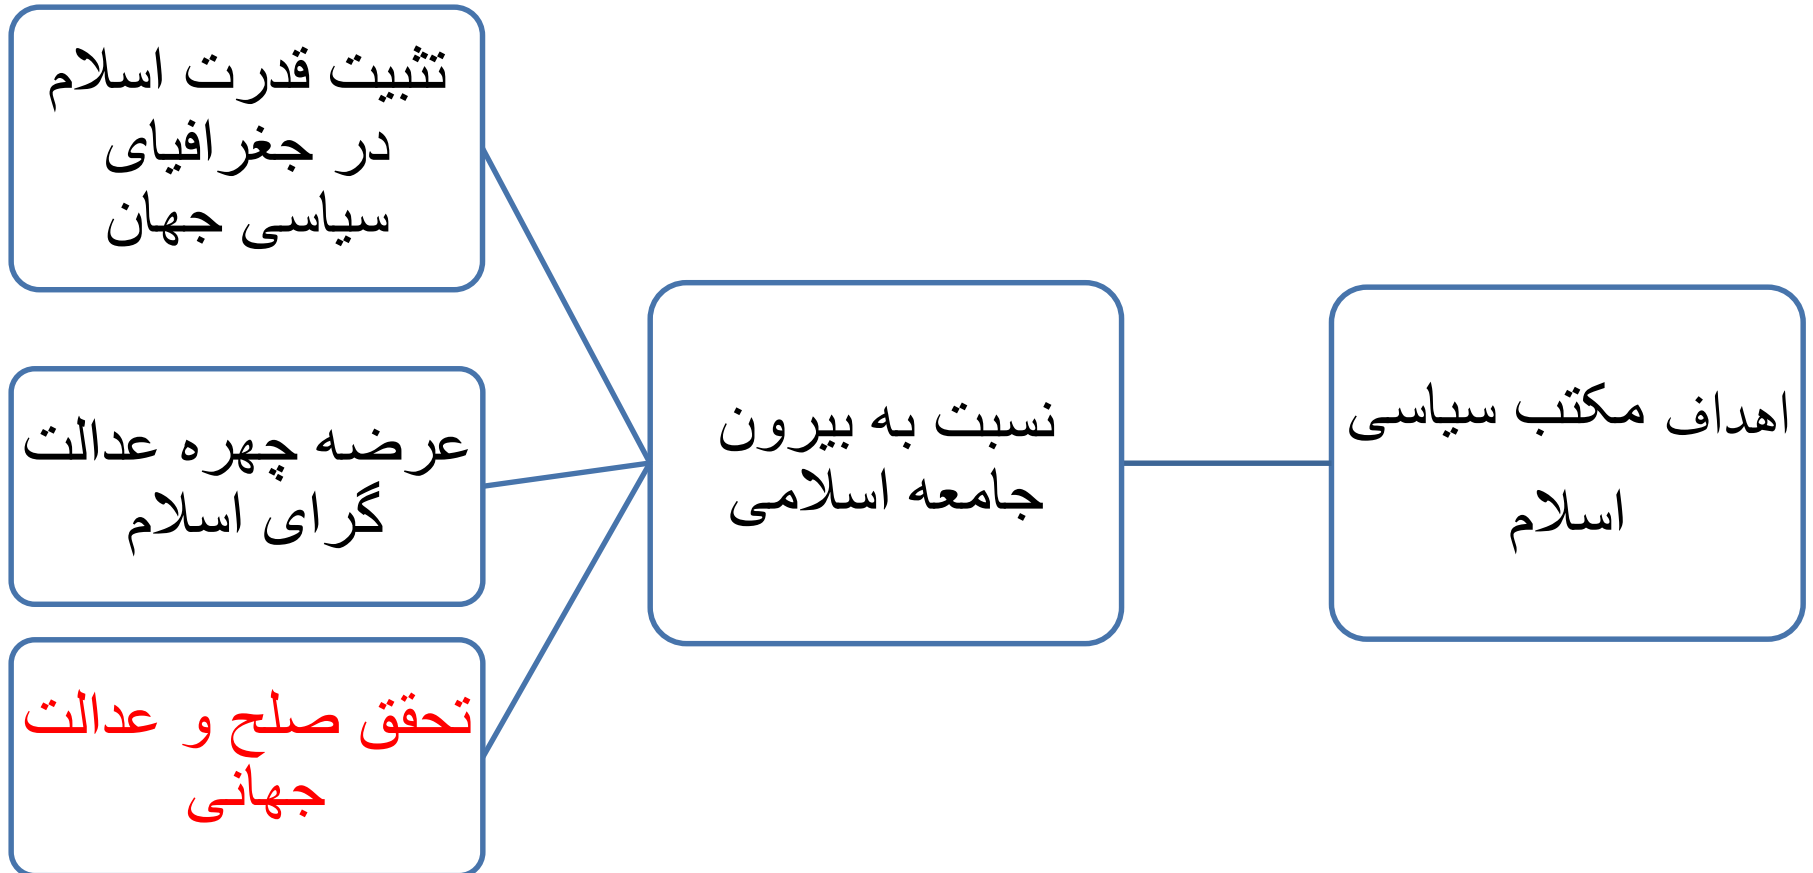 اهداف مکتب سیاسی
اسلام
نسبت به بیرون
جامعه اسلامی
تثبیت قدرت اسلام
در جغرافیای
سیاسی جهان
عرضه چهره عدالت
گرای اسلام
تحقق صلح و عدالت
جهانی